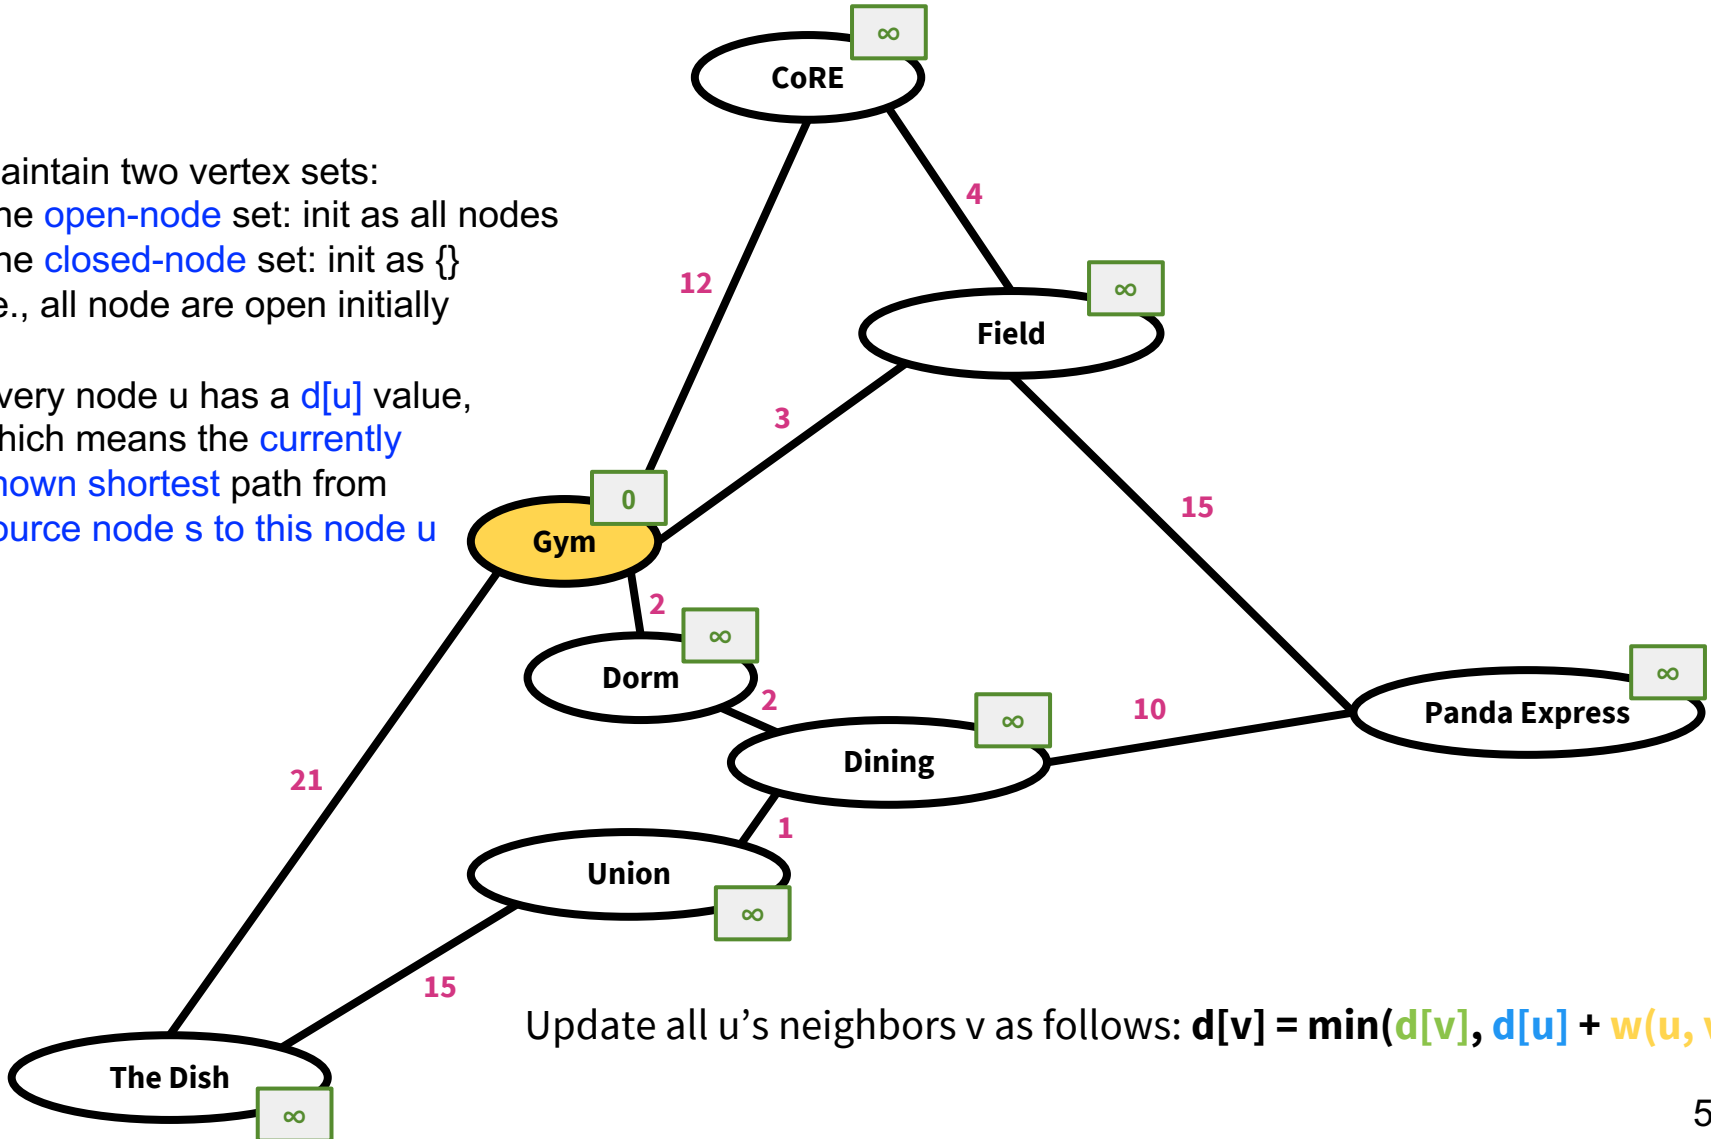 ∞
CoRE
aintain two vertex sets:
ne open-node set: init as all nodes
ne closed-node set: init as {}
e., all node are open initially
4
12
∞
Field
very node u has a d[u] value,
hich means the currently
nown shortest path from
ource node s to this node u
3
0
Gym
15
2
∞
Dorm
2
∞
Dining
10
∞
Panda Express
21
1
Union
∞
15
Update all u’s neighbors v as follows: d[v] = min(d[v], d[u] + w(u, v
The Dish
∞
5